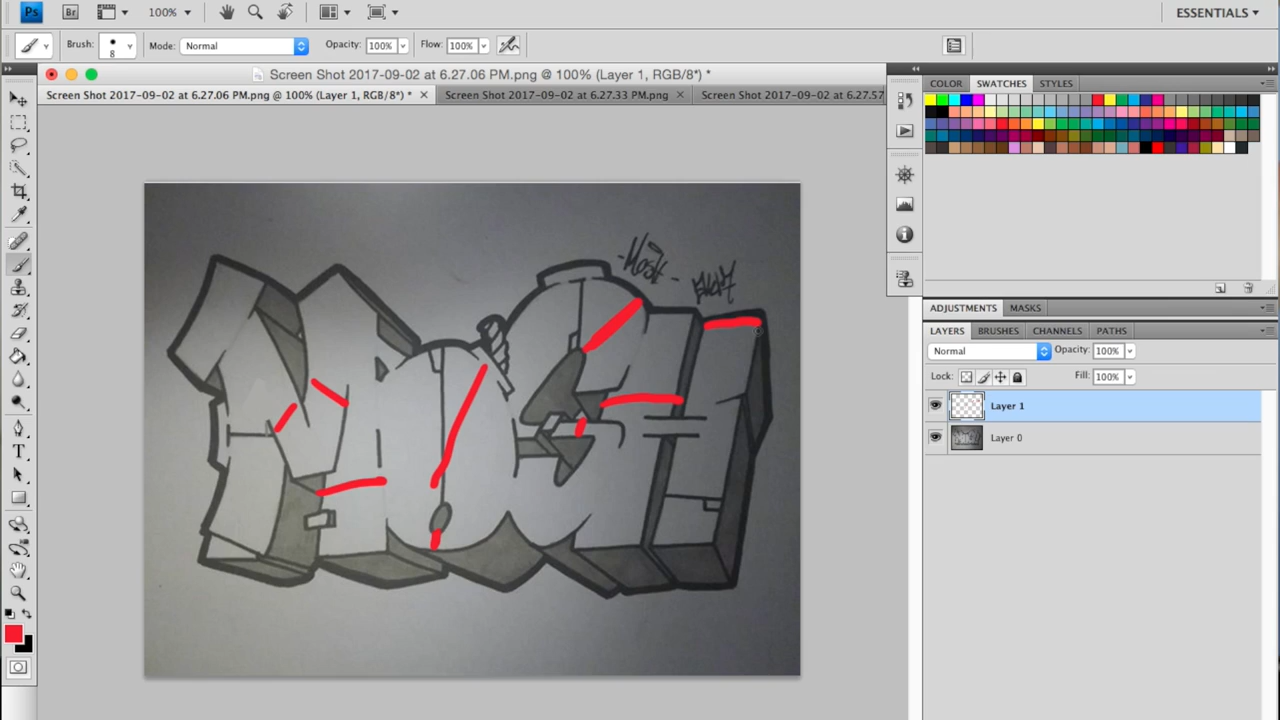 Ps Br 100% ESSENTIALS
Brush: 8 Mode: Normal Opacity: 100% Flow: 100%
Screen Shot 2017-09-02 at 6.27.06 PM.png @ 100% (Layer 1, RGB/8*) *
Screen Shot 2017-09-02 at 6.27.06 PM.png @ 100% (Layer 1, RGB/8*) * Screen Shot 2017-09-02 at 6.27.33 PM.png Screen Shot 2017-09-02 at 6.27.57
COLOR SWATCHES STYLES
ADJUSTMENTS MASKS
LAYERS BRUSHES CHANNELS PATHS
Normal Opacity: 100%
Lock: Fill: 100%
Layer 1
Layer 0
T